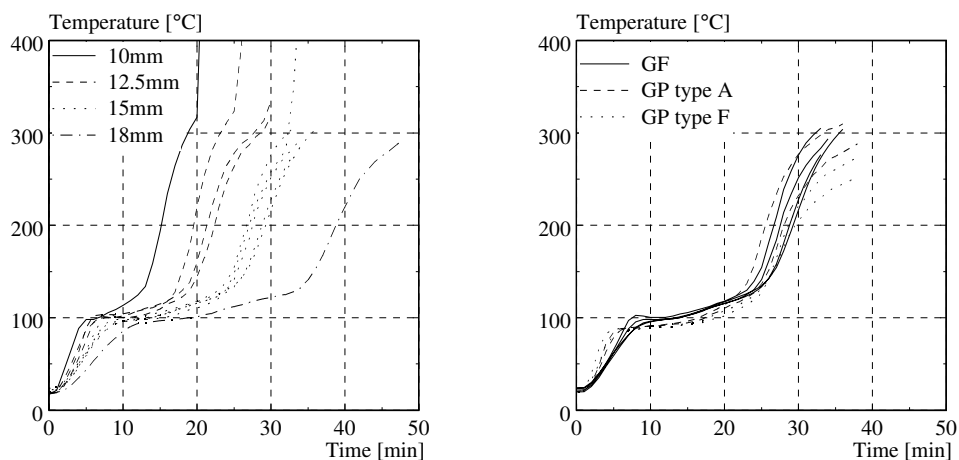 Temperature [°C]
400
10mm
12.5mm
15mm
18mm
300
200
100
0
0 10 20 30 40 50
Time [min]
Temperature [°C]
400
GF
GP type A
GP type F
300
200
100
0
0 10 20 30 40 50
Time [min]